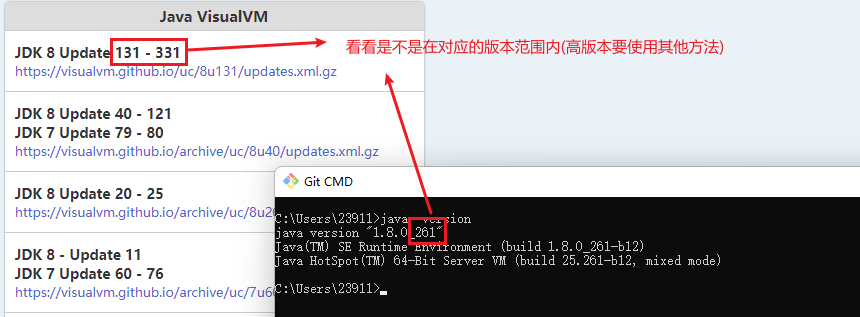 Java VisualVM
JDK 8 Update 131 - 331
https://visualvm.github.io/uc/8u131/updates.xml.gz
看看是不是在对应的版本范围内(高版本要使用其他方法)
JDK 8 Update 40 - 121
JDK 7 Update 79 - 80
https://visualvm.github.io/archive/uc/8u40/updates.xml.gz
JDK 8 Update 20 - 25
https://visualvm.github.io/archive/uc/8u20
JDK 8 - Update 11
JDK 7 Update 60 - 76
https://visualvm.github.io/archive/uc/7u60
Git CMD
C:\Users\23911>java -version
java version "1.8.0_261"
Java(TM) SE Runtime Environment (build 1.8.0_261-b12)
Java HotSpot(TM) 64-Bit Server VM (build 25.261-b12, mixed mode)
C:\Users\23911>